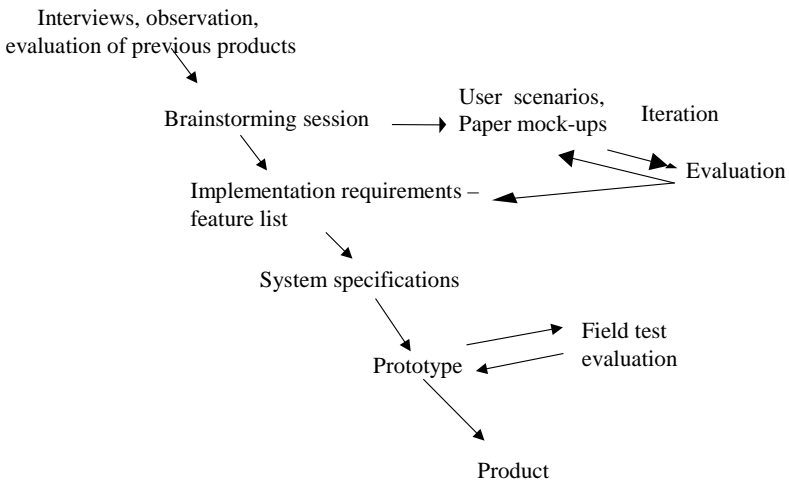 Interviews, observation,
evaluation of previous products
Brainstorming session
User scenarios,
Paper mock-ups
Iteration
Evaluation
Implementation requirements –
feature list
System specifications
Field test
evaluation
Prototype
Product